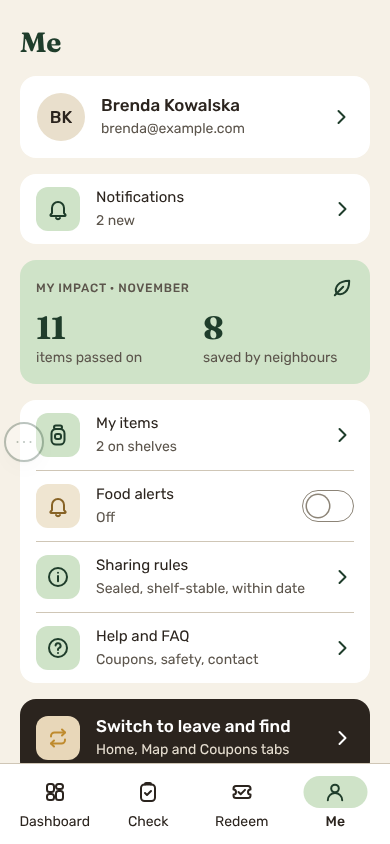 Me
BK
Brenda Kowalska
brenda@example.com
Notifications
2 new
MY IMPACT • NOVEMBER
11
items passed on
8
saved by neighbours
My items
2 on shelves
Food alerts
Off
Sharing rules
Sealed, shelf-stable, within date
Help and FAQ
Coupons, safety, contact
Switch to leave and find
Home, Map and Coupons tabs
Dashboard
Check
Redeem
Me